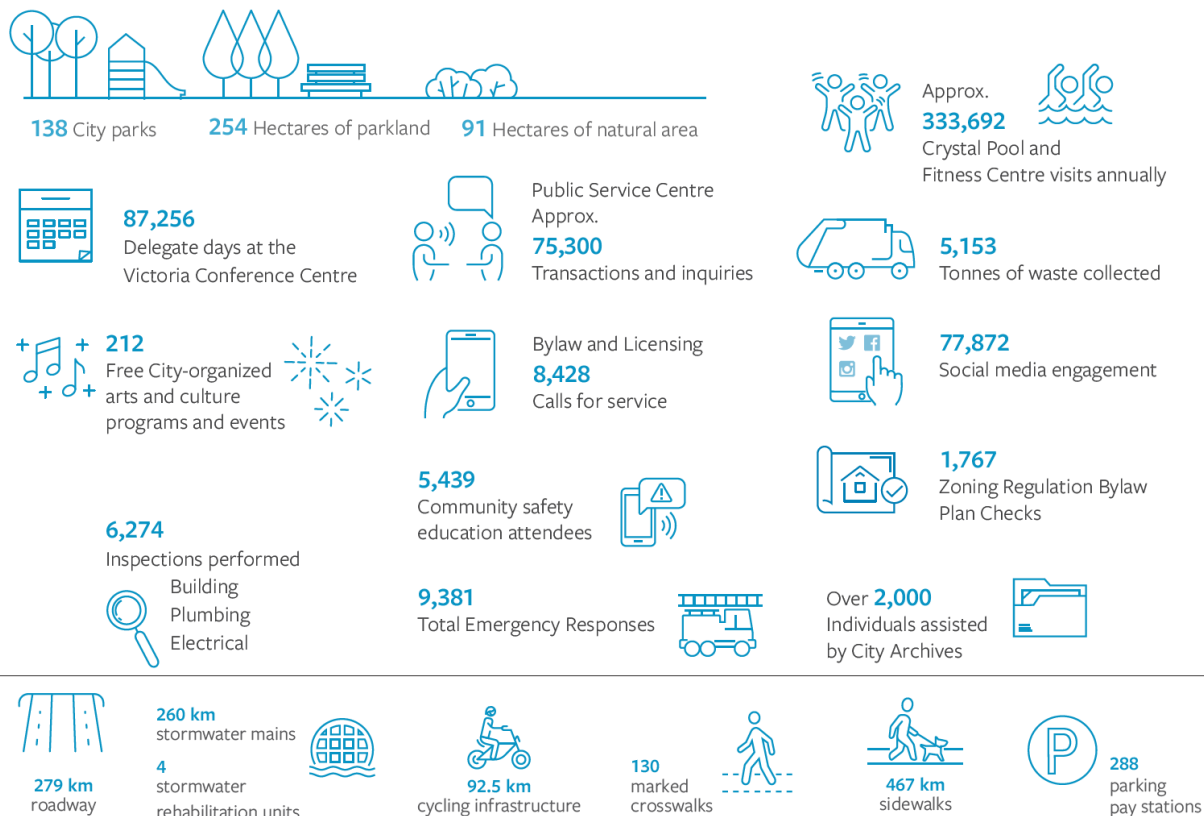 138 City parks
254 Hectares of parkland
91 Hectares of natural area
Approx.
333,692
Crystal Pool and
Fitness Centre visits annually
87,256
Delegate days at the
Victoria Conference Centre
Public Service Centre
Approx.
75,300
Transactions and inquiries
5,153
Tonnes of waste collected
212
Free City-organized
arts and culture
programs and events
Bylaw and Licensing
8,428
Calls for service
77,872
Social media engagement
6,274
Inspections performed
Building
Plumbing
Electrical
5,439
Community safety
education attendees
1,767
Zoning Regulation Bylaw
Plan Checks
9,381
Total Emergency Responses
Over 2,000
Individuals assisted
by City Archives
279 km
roadway
260 km
stormwater mains
4
stormwater
rehabilitation units
92.5 km
cycling infrastructure
130
marked
crosswalks
467 km
sidewalks
P
288
parking
pay stations